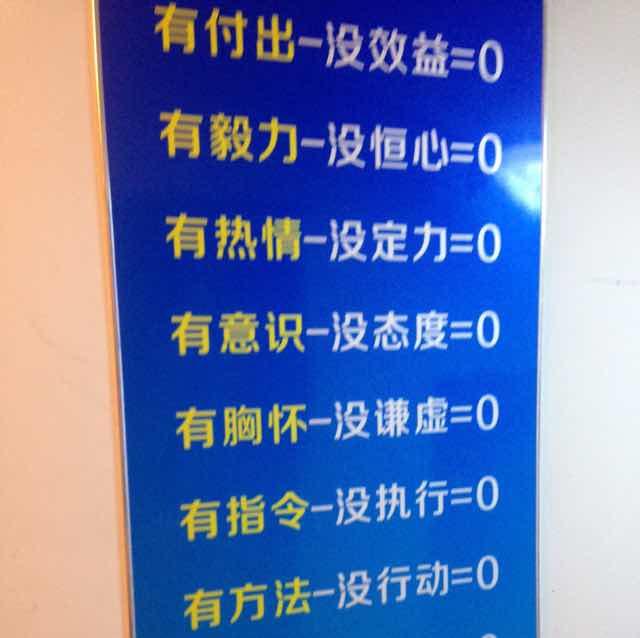 有付出-没效益=0
有毅力-没恒心=0
有热情-没定力=0
有意识-没态度=0
有胸怀-没谦虚=0
有指令-没执行=0
有方法-没行动=0